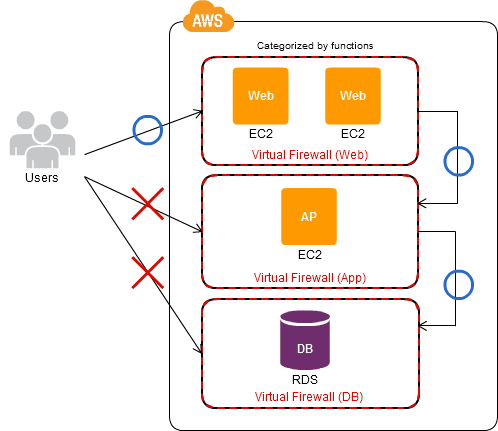 AWS
Categorized by functions
Web
Web
EC2
EC2
Virtual Firewall (Web)
Users
AP
EC2
Virtual Firewall (App)
DB
RDS
Virtual Firewall (DB)